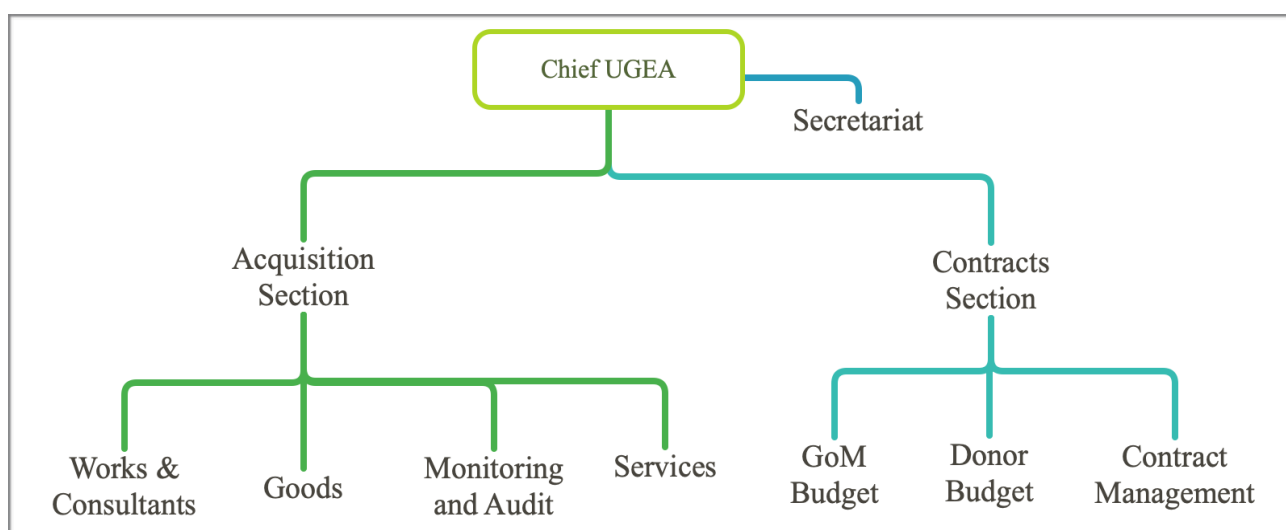 Chief UGEA
Secretariat
Acquisition
Section
Contracts
Section
Works &
Consultants
Goods
Monitoring
and Audit
Services
GoM
Budget
Donor
Budget
Contract
Management